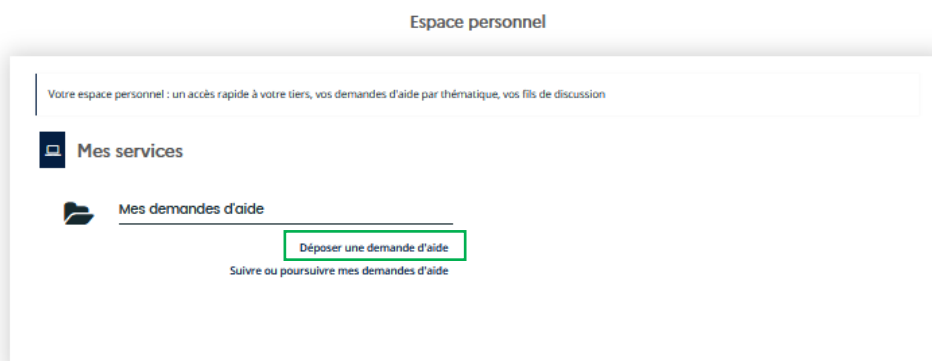 Espace personnel
Votre espace personnel : un accès rapide à votre tiers, vos demandes d'aide par thématique, vos fils de discussion
Mes services
Mes demandes d'aide
Déposer une demande d'aide
Suivre ou poursuivre mes demandes d'aide